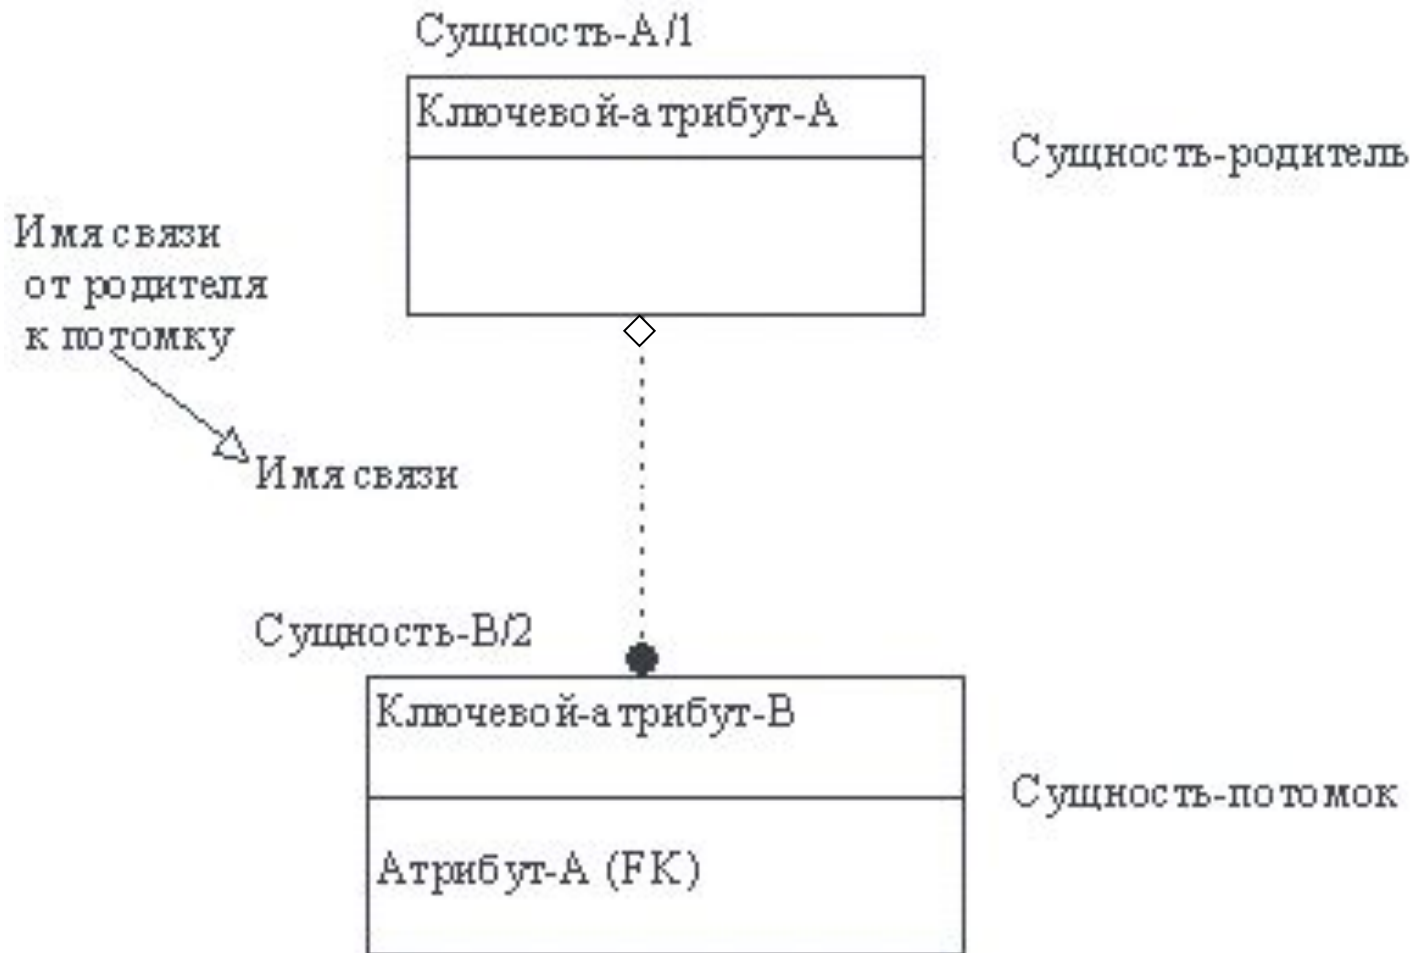 Сущность-А/1
Ключевой-атрибут-А
Сущность-родитель
Имя связи
от родителя
к потомку
Имя связи
Сущность-В/2
Ключевой-атрибут-В
Сущность-потомок
Атрибут-А (FK)